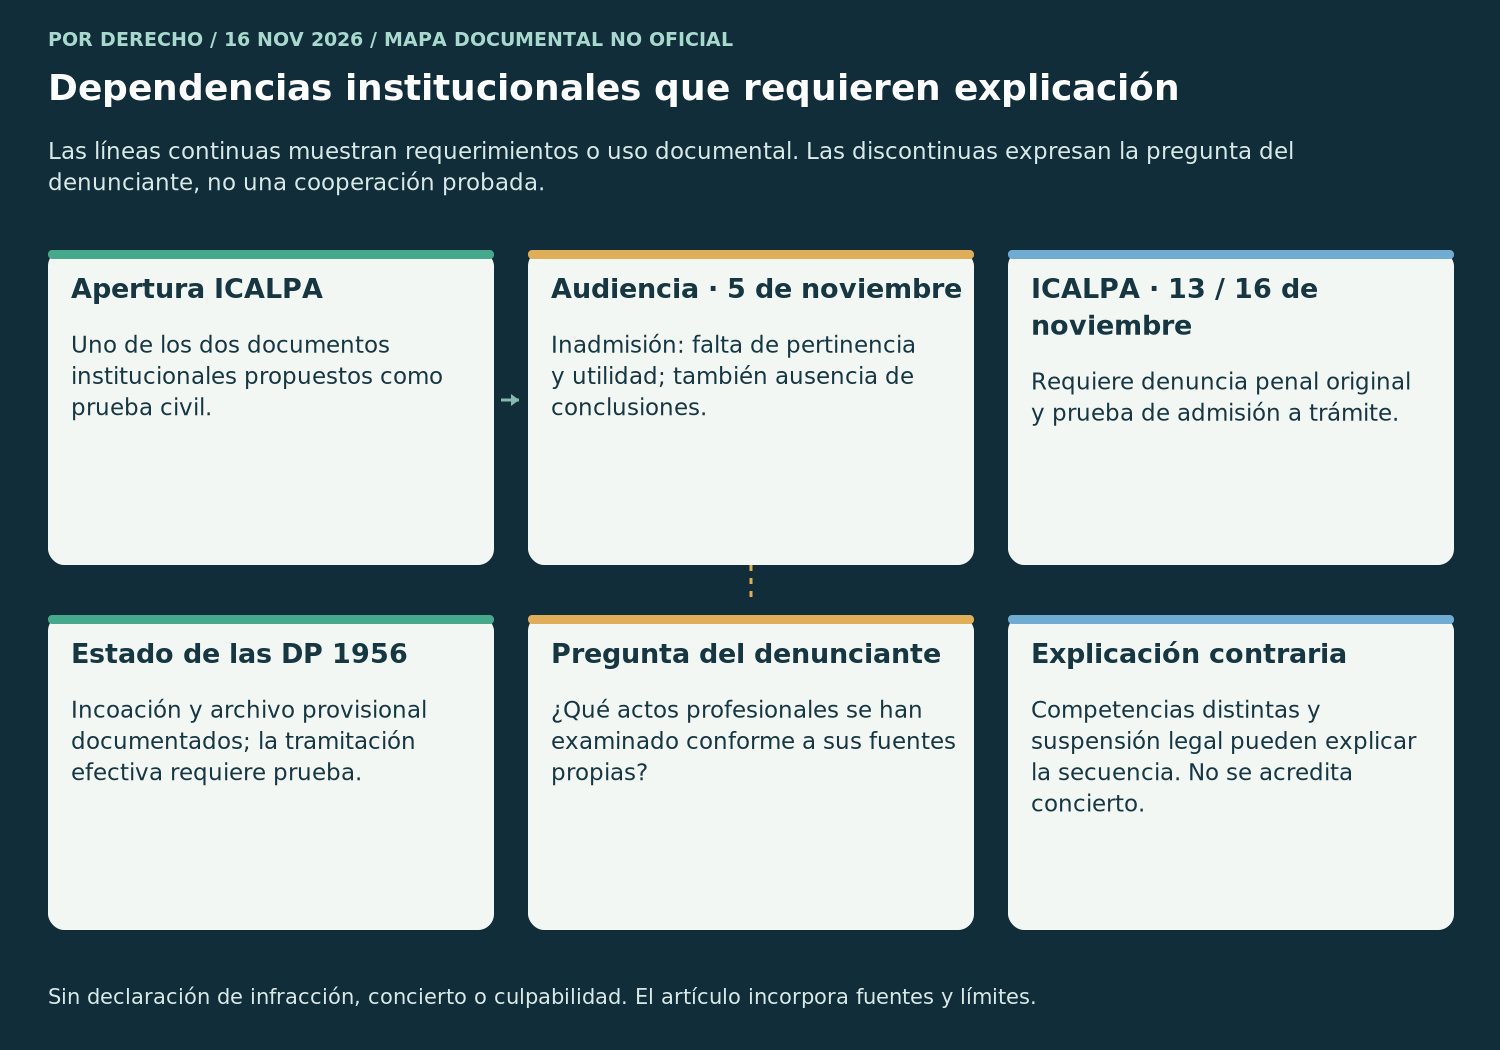 POR DERECHO / 16 NOV 2026 / MAPA DOCUMENTAL NO OFICIAL
Dependencias institucionales que requieren explicación
Las líneas continuas muestran requerimientos o uso documental. Las discontinuas expresan la pregunta del
denunciante, no una cooperación probada.
Apertura ICALPA
Uno de los dos documentos
institucionales propuestos como
prueba civil.
Audiencia · 5 de noviembre
Inadmisión: falta de pertinencia
y utilidad; también ausencia de
conclusiones.
ICALPA · 13 / 16 de
noviembre
Requiere denuncia penal original
y prueba de admisión a trámite.
Estado de las DP 1956
Incoación y archivo provisional
documentados; la tramitación
efectiva requiere prueba.
Pregunta del denunciante
¿Qué actos profesionales se han
examinado conforme a sus fuentes
propias?
Explicación contraria
Competencias distintas y
suspensión legal pueden explicar
la secuencia. No se acredita
concierto.
Sin declaración de infracción, concierto o culpabilidad. El artículo incorpora fuentes y límites.